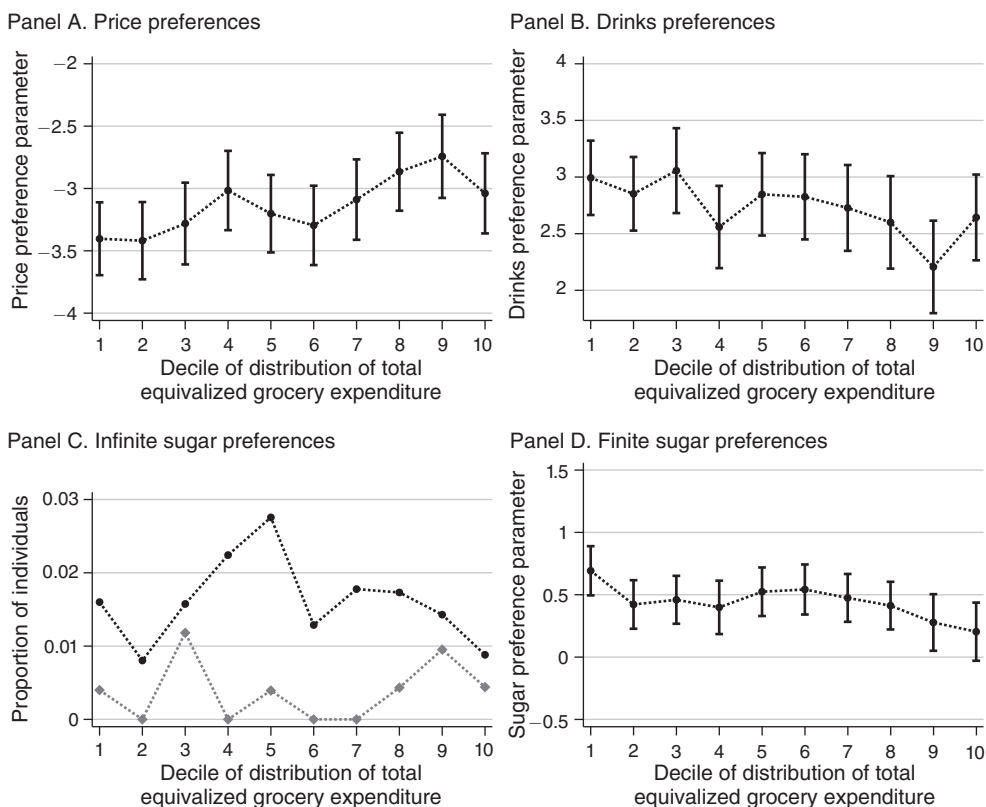 Panel A. Price preferences
Price preference parameter
−2
−2.5
−3
−3.5
−4
1 2 3 4 5 6 7 8 9 10
Decile of distribution of total
equivalized grocery expenditure
Panel B. Drinks preferences
Drinks preference parameter
4
3.5
3
2.5
2
1 2 3 4 5 6 7 8 9 10
Decile of distribution of total
equivalized grocery expenditure
Panel C. Infinite sugar preferences
Proportion of individuals
0.03
0.02
0.01
0
1 2 3 4 5 6 7 8 9 10
Decile of distribution of total
equivalized grocery expenditure
Panel D. Finite sugar preferences
Sugar preference parameter
1.5
1
0.5
0
−0.5
1 2 3 4 5 6 7 8 9 10
Decile of distribution of total
equivalized grocery expenditure